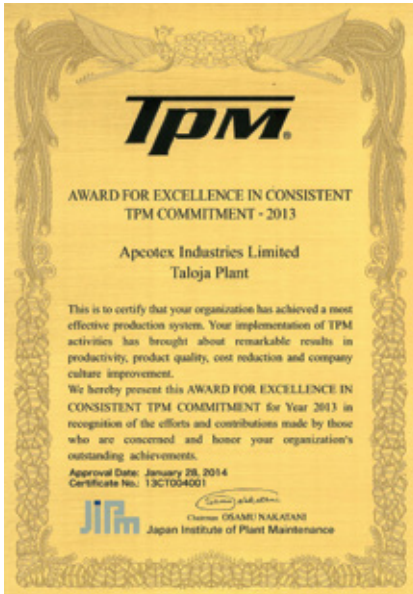 TPM®
AWARD FOR EXCELLENCE IN CONSISTENT
TPM COMMITMENT - 2013
Apcotex Industries Limited
Taloja Plant
This is to certify that your organization has achieved a most
effective production system. Your implementation of TPM
activities has brought about remarkable results in
productivity, product quality, cost reduction and company
culture improvement.
We hereby present this AWARD FOR EXCELLENCE IN
CONSISTENT TPM COMMITMENT for Year 2013 in
recognition of the efforts and contributions made by those
who are concerned and honor your organization's
outstanding achievements.
Approval Date: January 28, 2014
Certificate No.: 13CT004001
Chairman OSAMU NAKATANI
JIPM Japan Institute of Plant Maintenance